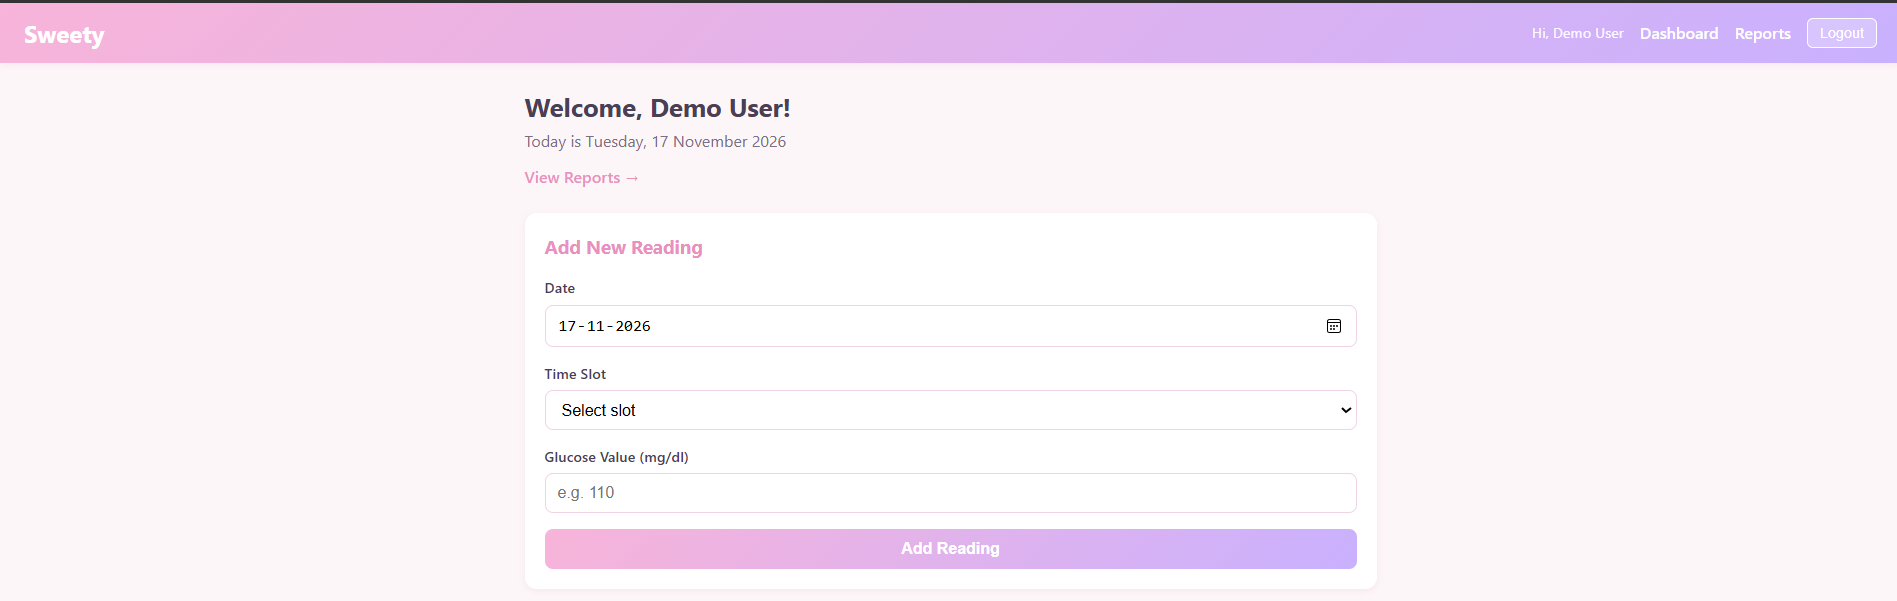 Sweety
Hi, Demo User Dashboard Reports Logout
Welcome, Demo User!
Today is Tuesday, 17 November 2026
View Reports →
Add New Reading
Date
17-11-2026
Time Slot
Select slot
Glucose Value (mg/dl)
e.g. 110
Add Reading